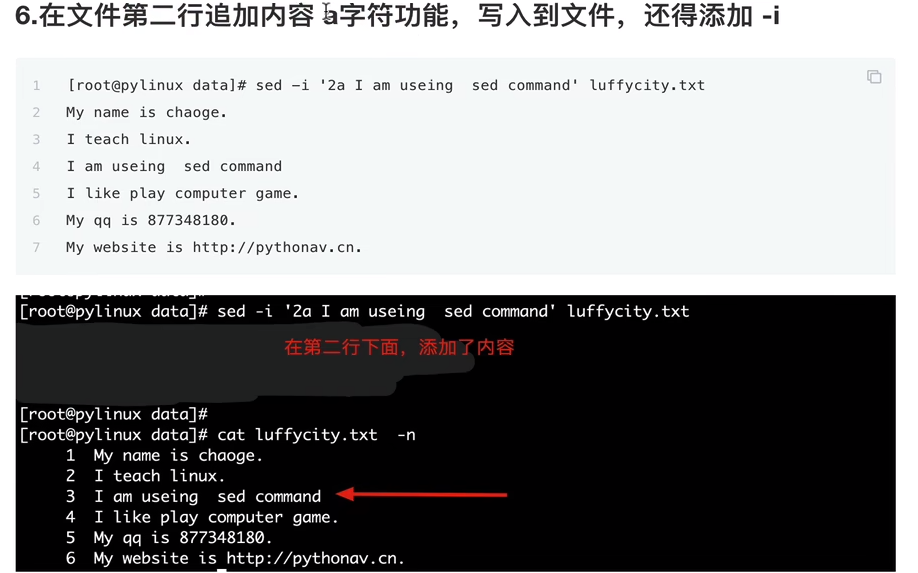 6.在文件第二行追加内容 a字符功能，写入到文件，还得添加 -i
1 [root@pylinux data]# sed -i '2a I am useing  sed command' luffycity.txt
2 My name is chaoge.
3 I teach linux.
4 I am useing  sed command
5 I like play computer game.
6 My qq is 877348180.
7 My website is http://pythonav.cn.
[root@pylinux data]#
[root@pylinux data]# sed -i '2a I am useing  sed command' luffycity.txt
在第二行下面，添加了内容
[root@pylinux data]#
[root@pylinux data]# cat luffycity.txt  -n
1 My name is chaoge.
2 I teach linux.
3 I am useing  sed command
4 I like play computer game.
5 My qq is 877348180.
6 My website is http://pythonav.cn.